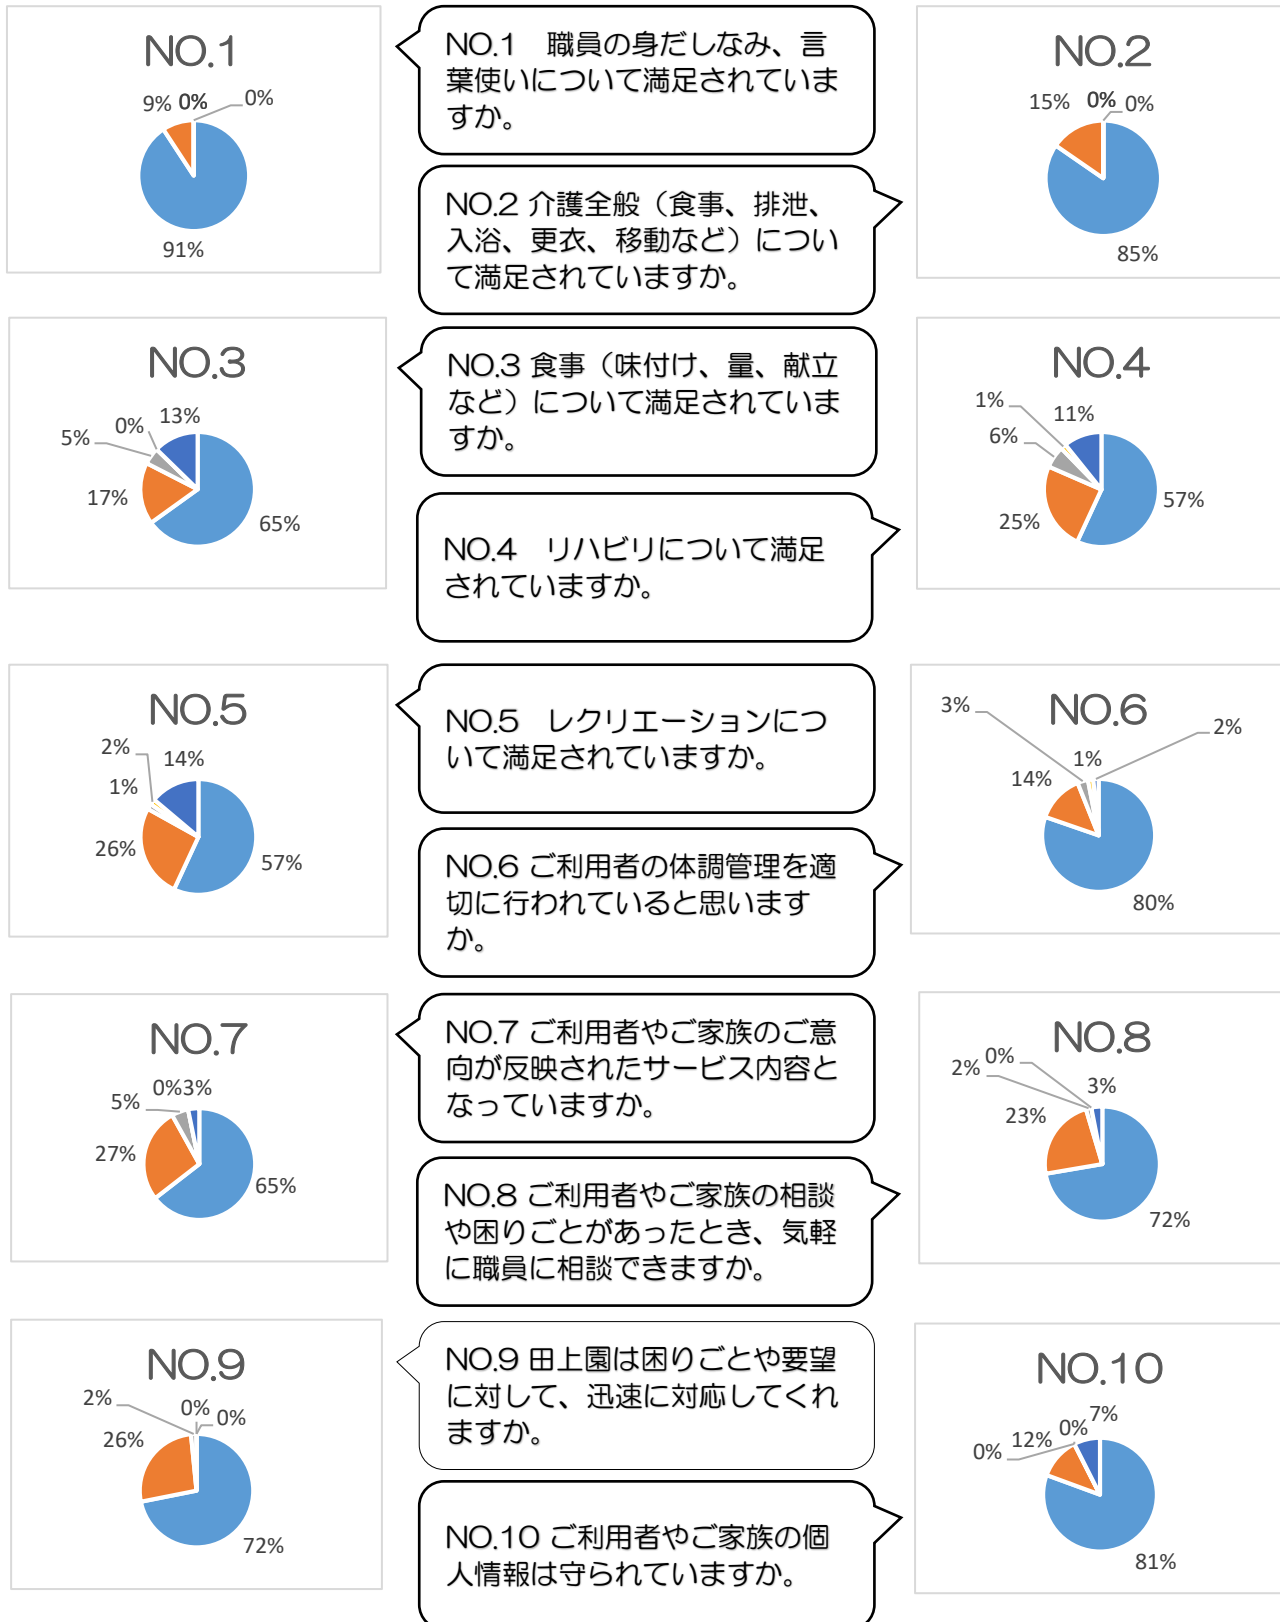 NO.1
9%
0%
0%
91%
NO.1　職員の身だしなみ、言
葉使いについて満足されていま
すか。
NO.2
15%
0%
0%
85%
NO.2 介護全般（食事、排泄、
入浴、更衣、移動など）につい
て満足されていますか。
NO.3
13%
0%
5%
17%
65%
NO.3 食事（味付け、量、献立
など）について満足されていま
すか。
NO.4
1%
11%
6%
25%
57%
NO.4　リハビリについて満足
されていますか。
NO.5
2%
14%
1%
26%
57%
NO.5　レクリエーションにつ
いて満足されていますか。
NO.6
3%
2%
1%
14%
80%
NO.6 ご利用者の体調管理を適
切に行われていると思います
か。
NO.7
0%
3%
5%
27%
65%
NO.7 ご利用者やご家族のご意
向が反映されたサービス内容と
なっていますか。
NO.8
0%
2%
3%
23%
72%
NO.8 ご利用者やご家族の相談
や困りごとがあったとき、気軽
に職員に相談できますか。
NO.9
2%
0%
0%
26%
72%
NO.9 田上園は困りごとや要望
に対して、迅速に対応してくれ
ますか。
NO.10
7%
0%
12%
0%
81%
NO.10 ご利用者やご家族の個
人情報は守られていますか。